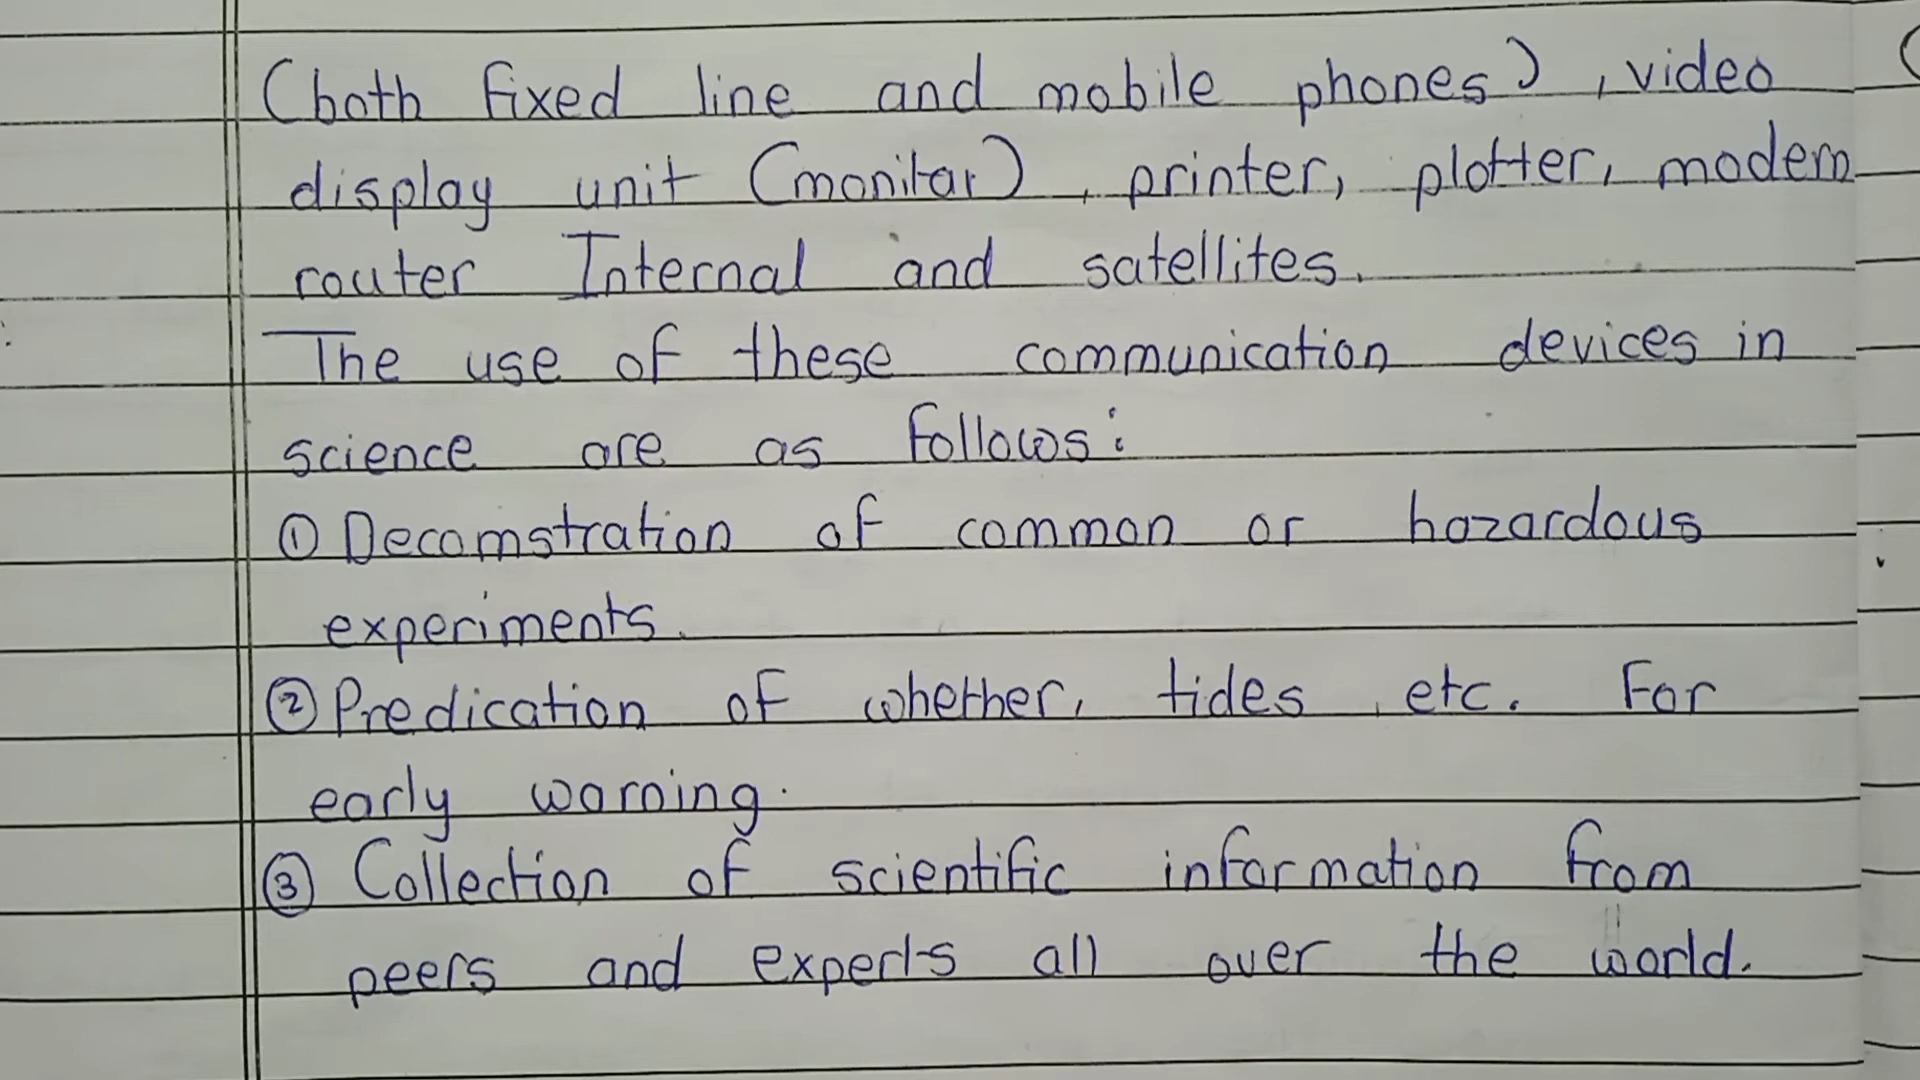 (both fixed line and mobile phones), video
display unit (monitor), printer, plotter, modem
router Internal and satellites.
The use of these communication devices in
science are as follows:
① Decomstration of common or hazardous
experiments.
② Predication of whether, tides, etc. For
early warning.
③ Collection of scientific information from
peers and experts all over the world.